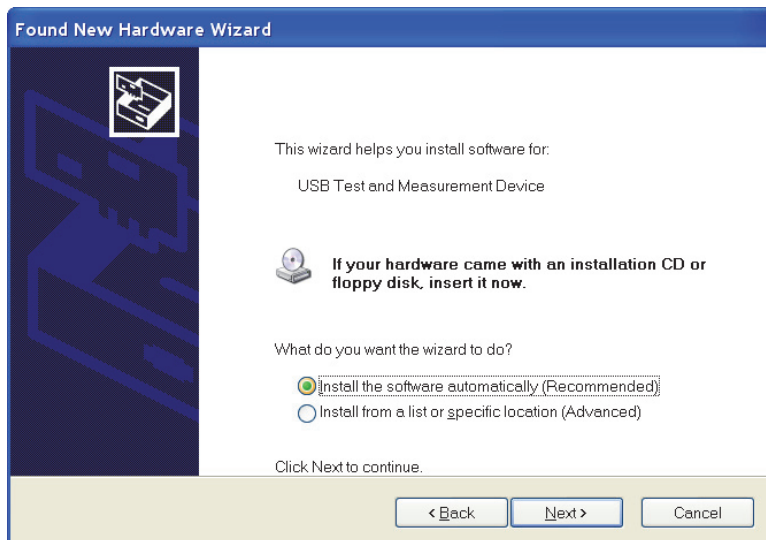 Found New Hardware Wizard
This wizard helps you install software for:
USB Test and Measurement Device
If your hardware came with an installation CD or
floppy disk, insert it now.
What do you want the wizard to do?
Install the software automatically (Recommended)
Install from a list or specific location (Advanced)
Click Next to continue.
< Back
Next >
Cancel